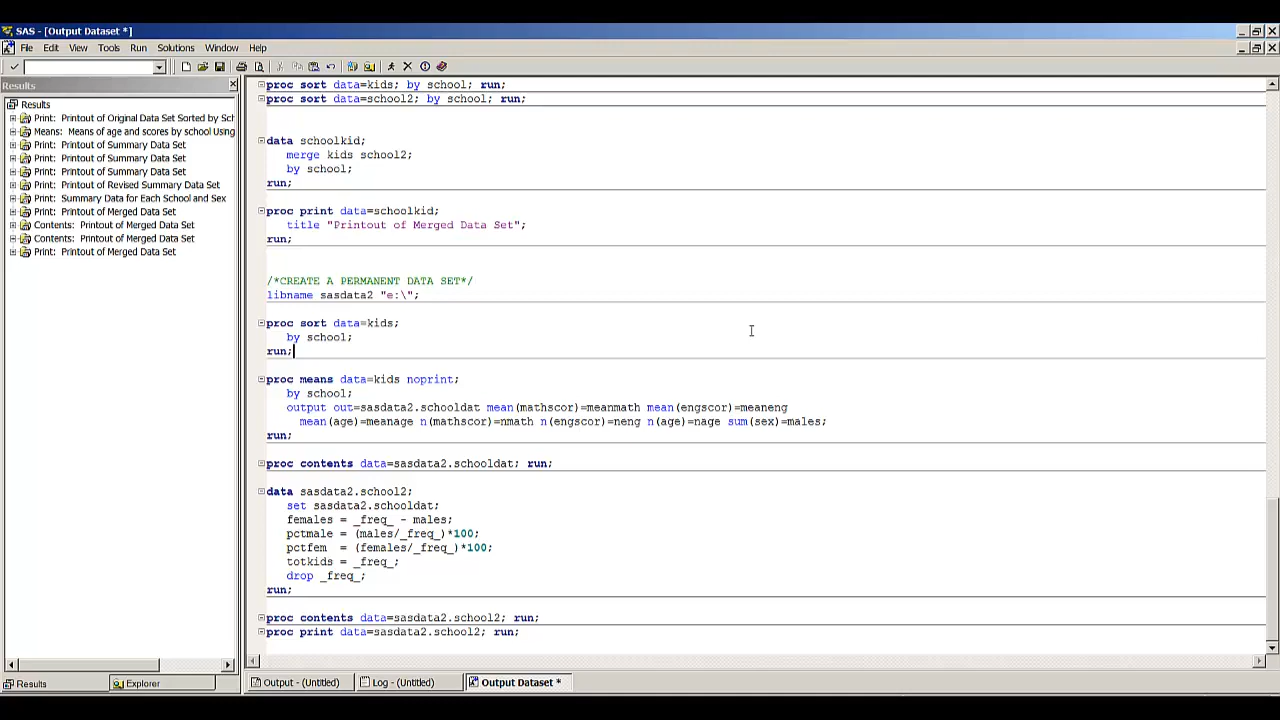 SAS - [Output Dataset *]
File Edit View Tools Run Solutions Window Help
Results
Results
Print: Printout of Original Data Set Sorted by Sch
Means: Means of age and scores by school Using
Print: Printout of Summary Data Set
Print: Printout of Summary Data Set
Print: Printout of Summary Data Set
Print: Printout of Revised Summary Data Set
Print: Summary Data for Each School and Sex
Print: Printout of Merged Data Set
Contents: Printout of Merged Data Set
Contents: Printout of Merged Data Set
Print: Printout of Merged Data Set
proc sort data=kids; by school; run;
proc sort data=school2; by school; run;
data schoolkid;
merge kids school2;
by school;
run;
proc print data=schoolkid;
title "Printout of Merged Data Set";
run;
/*CREATE A PERMANENT DATA SET*/
libname sasdata2 "e:\";
proc sort data=kids;
by school;
run;
proc means data=kids noprint;
by school;
output out=sasdata2.schooldat mean(mathscor)=meanmath mean(engscor)=meaneng
mean(age)=meanage n(mathscor)=nmath n(engscor)=neng n(age)=nage sum(sex)=males;
run;
proc contents data=sasdata2.schooldat; run;
data sasdata2.school2;
set sasdata2.schooldat;
females = _freq_ - males;
pctmale = (males/_freq_)*100;
pctfem = (females/_freq_)*100;
totkids = _freq_;
drop _freq_;
run;
proc contents data=sasdata2.school2; run;
proc print data=sasdata2.school2; run;
Results Explorer Output - (Untitled) Log - (Untitled) Output Dataset *